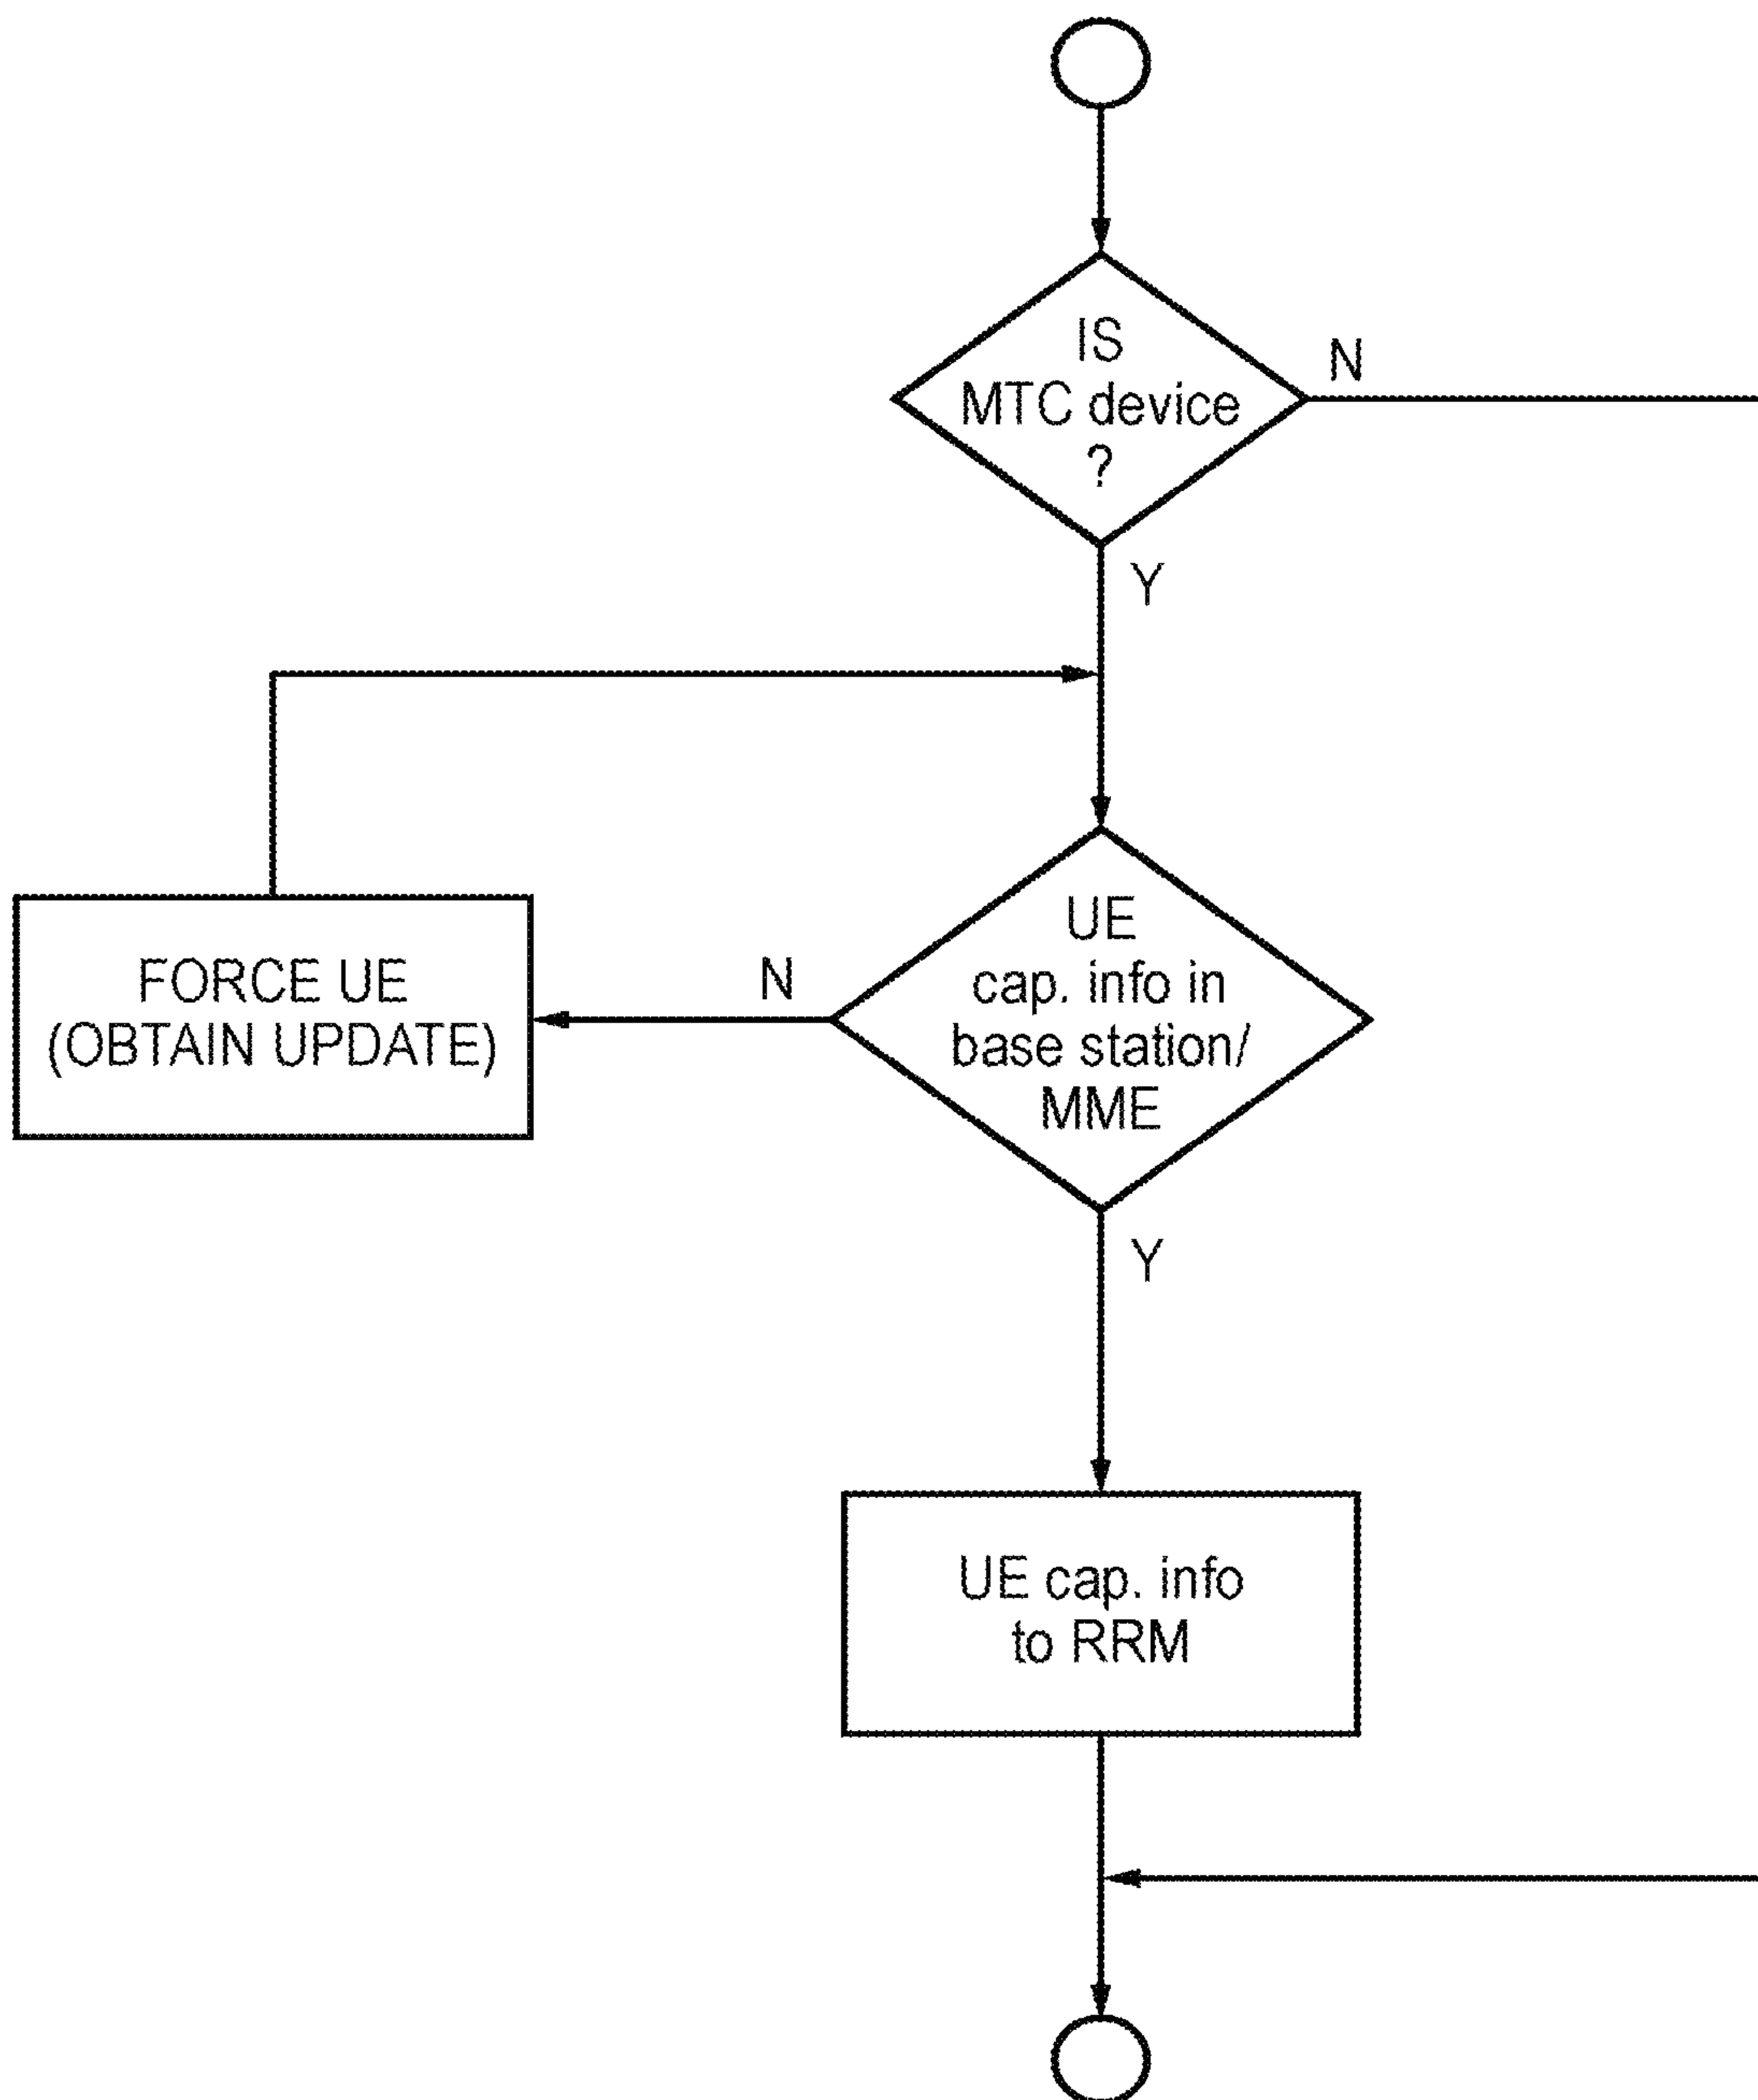 IS
MTC device
?
N
Y
UE
cap. info in
base station/
MME
N
FORCE UE
(OBTAIN UPDATE)
Y
UE cap. info
to RRM